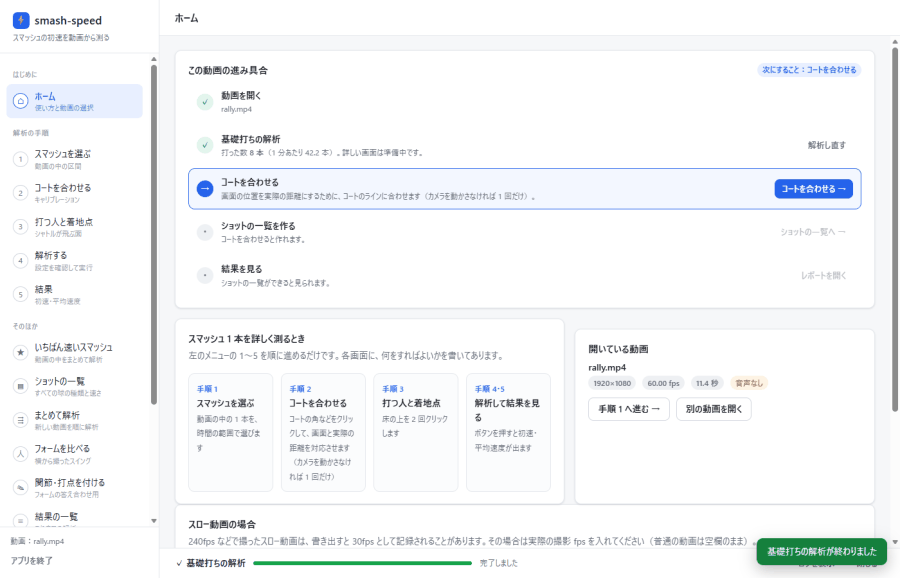 smash-speed
スマッシュの初速を動画から測る
はじめに
ホーム
使い方と動画の選択
解析の手順
1
スマッシュを選ぶ
動画の中の区間
2
コートを合わせる
キャリブレーション
3
打つ人と着地点
シャトルが飛ぶ面
4
解析する
設定を確認して実行
5
結果
初速・平均速度
そのほか
いちばん速いスマッシュ
動画の中をまとめて解析
ショットの一覧
すべての球の種類と速さ
まとめて解析
新しい動画を順に解析
フォームを比べる
横から撮ったスイング
関節・打点を付ける
フォームの答え合わせ用
結果の一覧
動画：rally.mp4
アプリを終了
ホーム
この動画の進み具合
次にすること：コートを合わせる
✓ 動画を開く
rally.mp4
✓ 基礎打ちの解析
打った数 8 本（1 分あたり 42.2 本）。詳しい画面は準備中です。
解析し直す
→ コートを合わせる
画面の位置を実際の距離にするために、コートのラインに合わせます（カメラを動かさなければ 1 回だけ）。
コートを合わせる →
ショットの一覧を作る
コートを合わせると作れます。
ショットの一覧へ →
結果を見る
ショットの一覧ができると見られます。
レポートを開く
スマッシュ 1 本を詳しく測るとき
左のメニューの 1〜5 を順に進めるだけです。各画面に、何をすればよいかを書いてあります。
手順 1
スマッシュを選ぶ
動画の中の 1 本を、
時間の範囲で選びま
す
手順 2
コートを合わせる
コートの角などをクリッ
クして、画面と実際の
距離を対応させます
（カメラを動かさなけ
れば 1 回だけ）
手順 3
打つ人と着地点
床の上を 2 回クリック
します
手順 4·5
解析して結果を見
る
ボタンを押すと初速・
平均速度が出ます
開いている動画
rally.mp4
1920×1080
60.00 fps
11.4 秒
音声なし
手順 1 へ進む →
別の動画を開く
スロー動画の場合
240fps などで撮ったスロー動画は、書き出すと 30fps として記録されることがあります。その場合は実際の撮影 fps を入れてください（普通の動画は空欄のまま）。
✓ 基礎打ちの解析
完了しました
基礎打ちの解析が終わりました